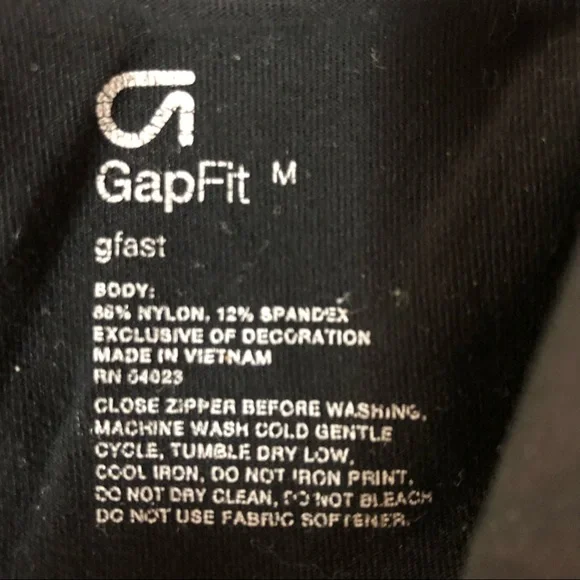 GapFit M
gfast
BODY:
88% NYLON, 12% SPANDEX
EXCLUSIVE OF DECORATION
MADE IN VIETNAM
RN 54023
CLOSE ZIPPER BEFORE WASHING,
MACHINE WASH COLD GENTLE
CYCLE, TUMBLE DRY LOW,
COOL IRON, DO NOT IRON PRINT,
DO NOT DRY CLEAN, DO NOT BLEACH
DO NOT USE FABRIC SOFTENER.